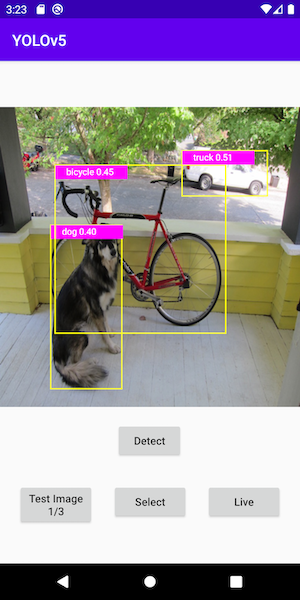 3:23
YOLOv5
truck 0.51
bicycle 0.45
dog 0.40
Detect
Test Image
1/3
Select
Live